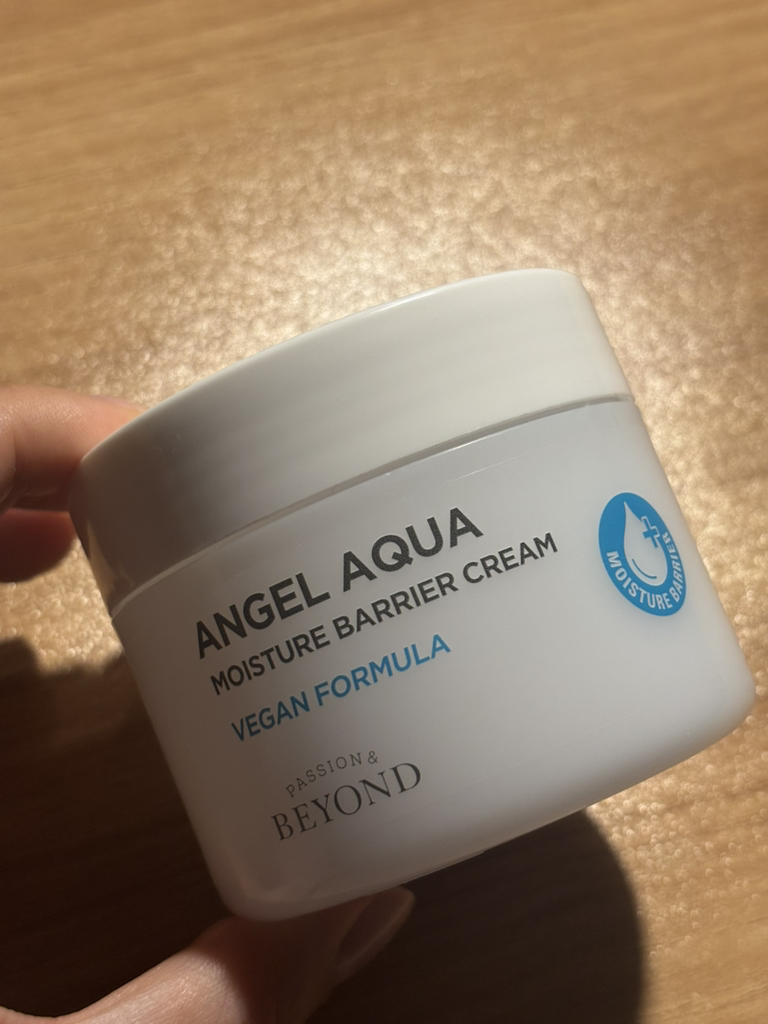 ANGEL AQUA
MOISTURE BARRIER CREAM
VEGAN FORMULA
PASSION &
BEYOND
MOISTURE BARRIER